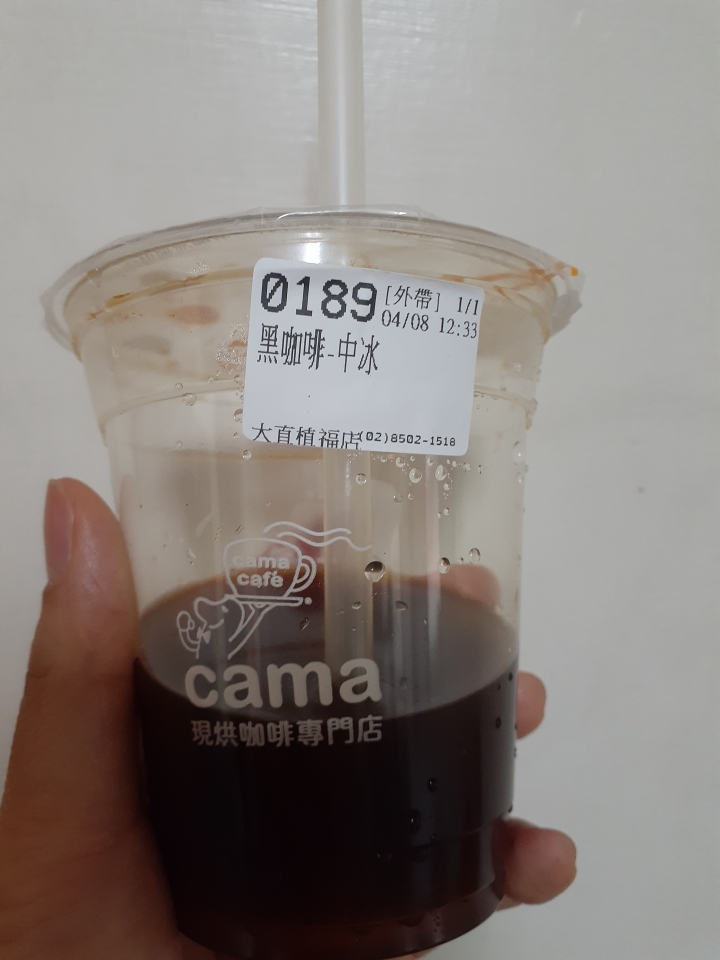 0189 [外帶] 1/1
04/08 12:33
黑咖啡-中冰
大直植福店(02)8502-1518
cama
café
cama
現烘咖啡專門店